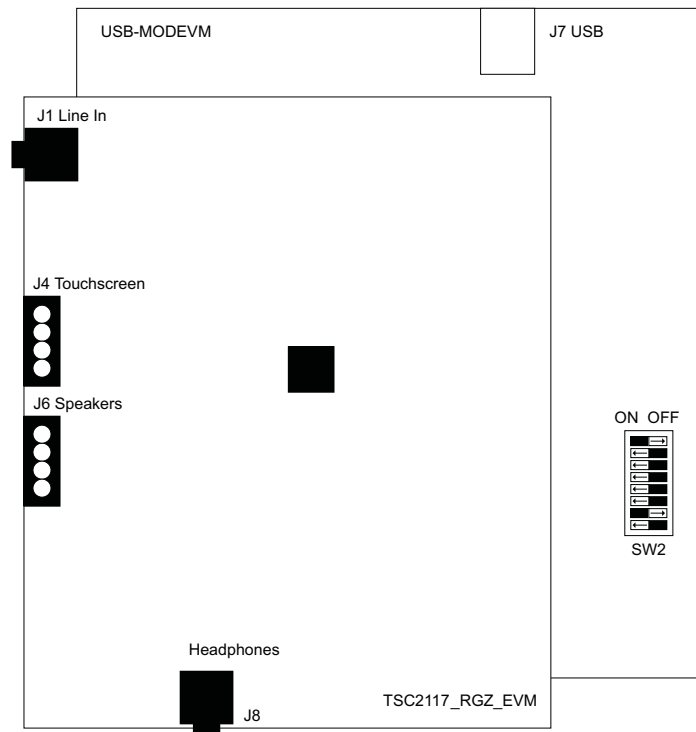 USB-MODEVM
J7 USB
J1 Line In
J4 Touchscreen
J6 Speakers
ON OFF
SW2
Headphones
J8
TSC2117_RGZ_EVM